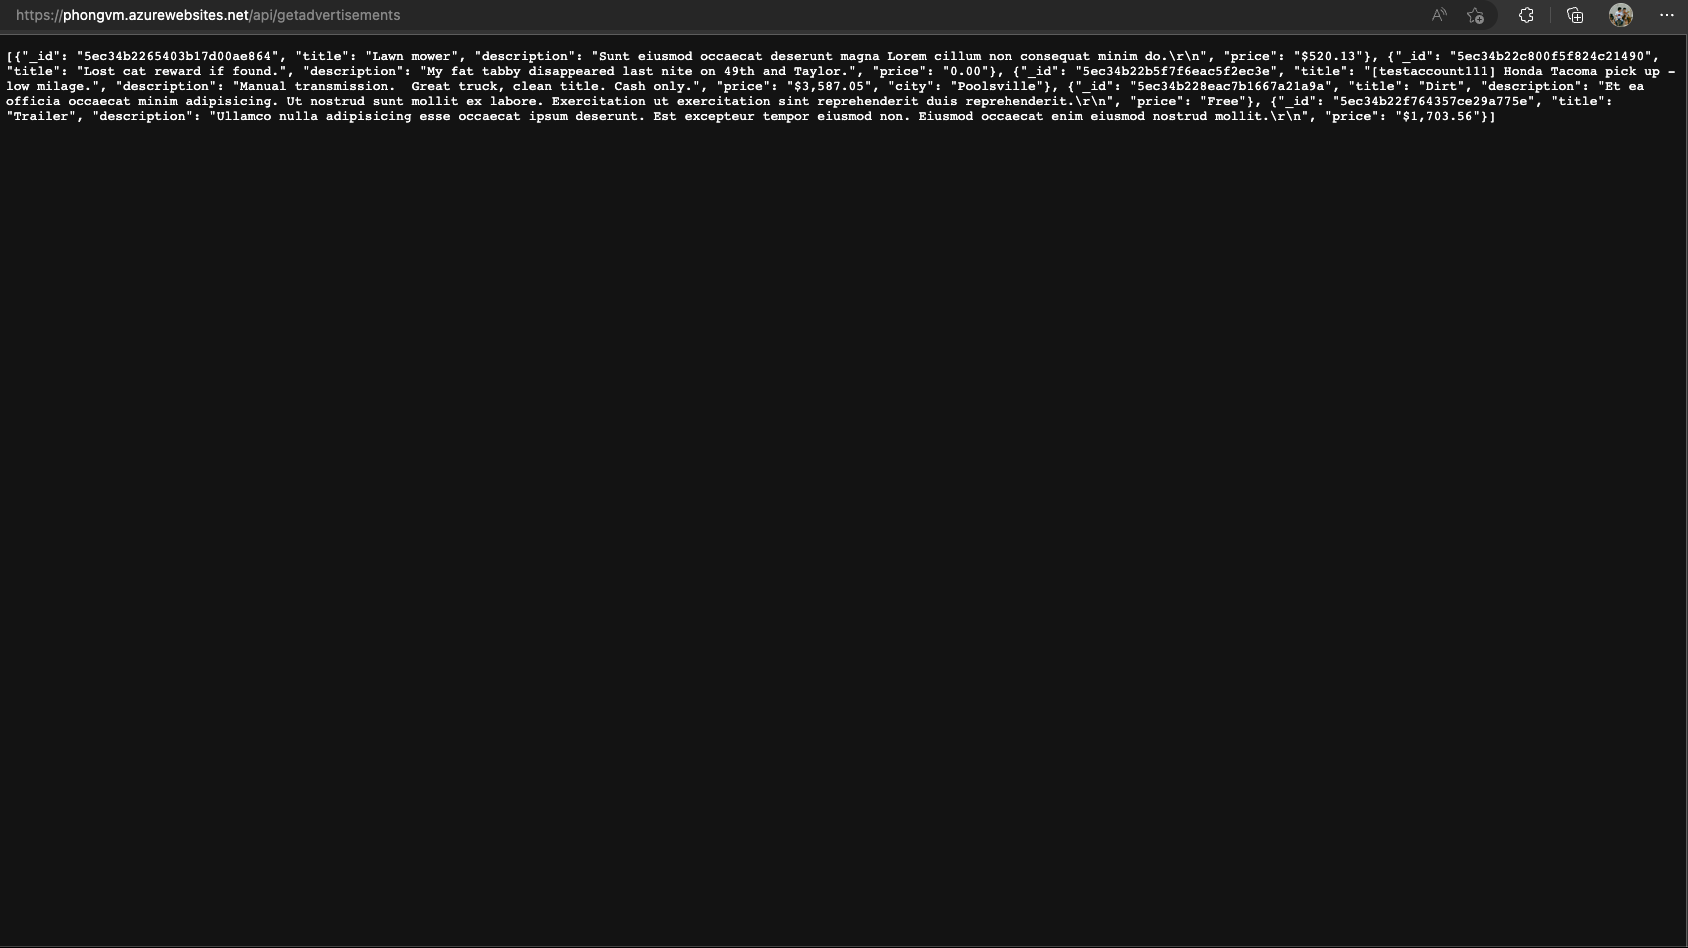 https://phongvm.azurewebsites.net/api/getadvertisements
[{"_id": "5ec34b2265403b17d00ae864", "title": "Lawn mower", "description": "Sunt eiusmod occaecat deserunt magna Lorem cillum non consequat minim do.\r\n", "price": "$520.13"}, {"_id": "5ec34b22c800f5f824c21490",
"title": "Lost cat reward if found.", "description": "My fat tabby disappeared last nite on 49th and Taylor.", "price": "0.00"}, {"_id": "5ec34b22b5f7f6eac5f2ec3e", "title": "[testaccount111] Honda Tacoma pick up -
low milage.", "description": "Manual transmission.  Great truck, clean title. Cash only.", "price": "$3,587.05", "city": "Poolsville"}, {"_id": "5ec34b228eac7b1667a21a9a", "title": "Dirt", "description": "Et ea
officia occaecat minim adipisicing. Ut nostrud sunt mollit ex labore. Exercitation ut exercitation sint reprehenderit duis reprehenderit.\r\n", "price": "Free"}, {"_id": "5ec34b22f764357ce29a775e", "title":
"Trailer", "description": "Ullamco nulla adipisicing esse occaecat ipsum deserunt. Est excepteur tempor eiusmod non. Eiusmod occaecat enim eiusmod nostrud mollit.\r\n", "price": "$1,703.56"}]